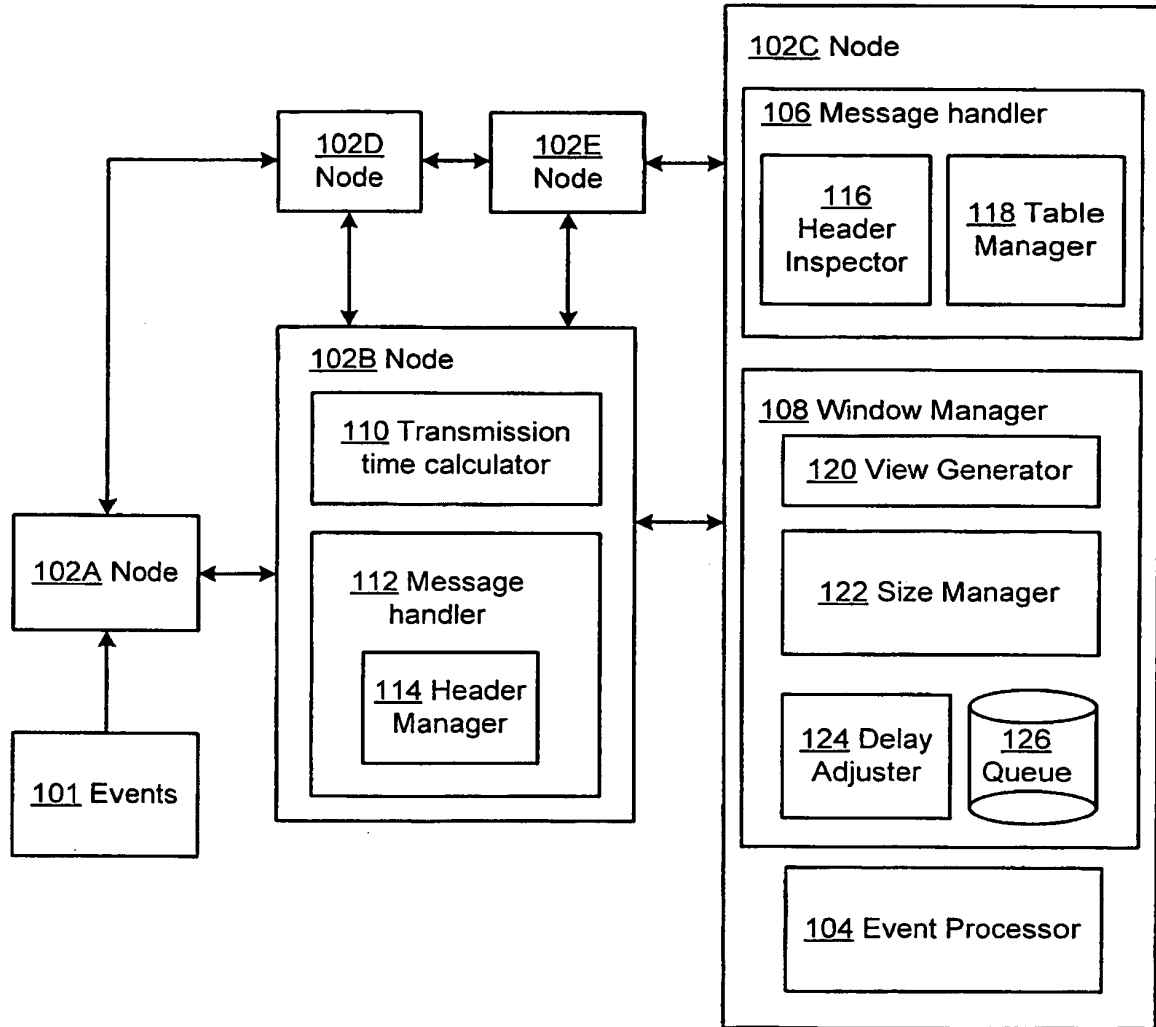 102C Node
106 Message handler
116
Header
Inspector
118 Table
Manager
102D
Node
102E
Node
102B Node
110 Transmission
time calculator
112 Message
handler
114 Header
Manager
108 Window Manager
120 View Generator
122 Size Manager
124 Delay
Adjuster
126
Queue
104 Event Processor
102A Node
101 Events